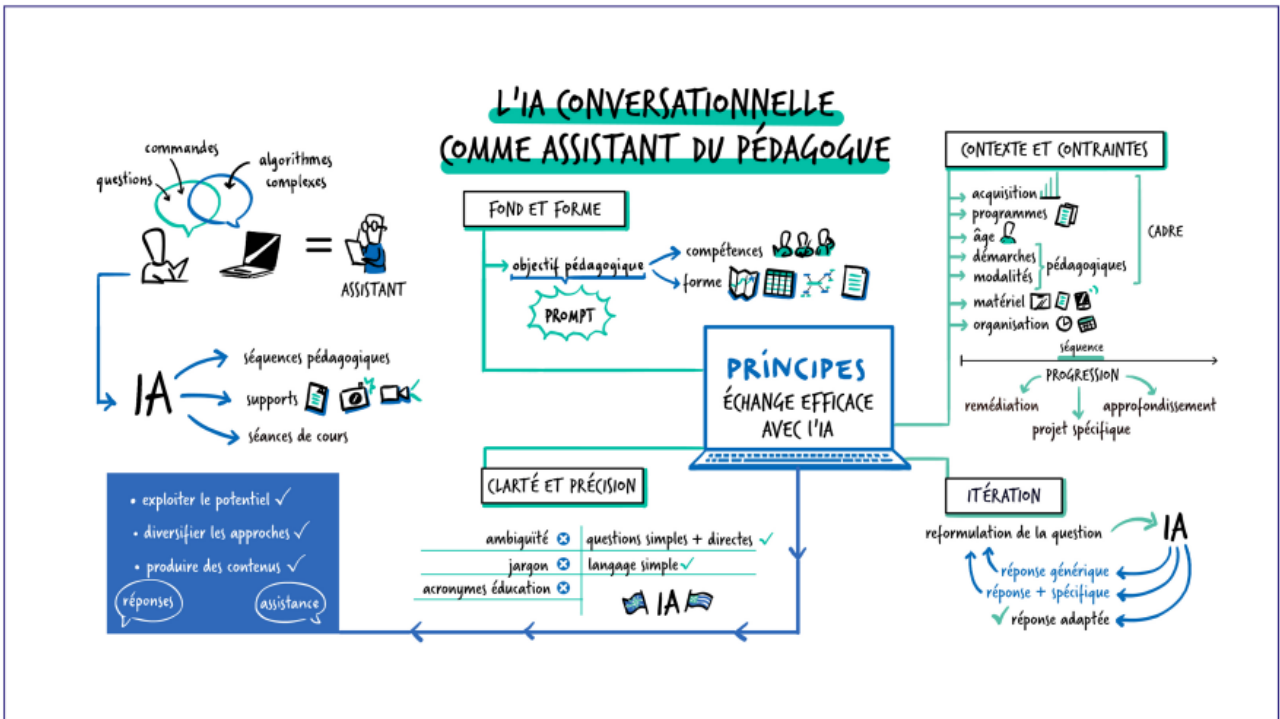 L'IA CONVERSATIONNELLE
COMME ASSISTANT DU PÉDAGOGUE
commandes
questions
algorithmes
complexes
=
ASSISTANT
IA
séquences pédagogiques
supports
séances de cours
• exploiter le potentiel ✓
• diversifier les approches ✓
• produire des contenus ✓
réponses
assistance
FOND ET FORME
objectif pédagogique
compétences
forme
PROMPT
PRINCIPES
ÉCHANGE EFFICACE
AVEC l'IA
CLARTÉ ET PRÉCISION
ambiguïté
questions simples + directes ✓
jargon
langage simple ✓
acronymes éducation
IA
CONTEXTE ET CONTRAINTES
acquisition
programmes
âge
démarches
modalités
pédagogiques
CADRE
matériel
organisation
séquence
PROGRESSION
remédiation
approfondissement
projet spécifique
ITÉRATION
reformulation de la question
IA
réponse générique
réponse + spécifique
✓ réponse adaptée